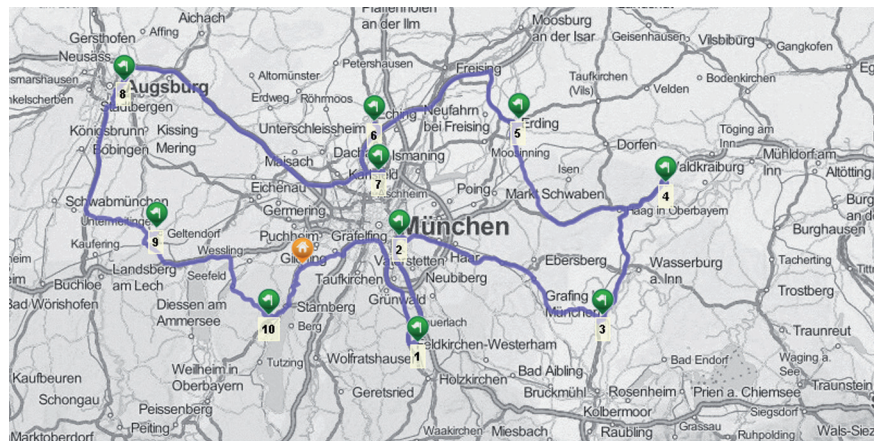 Affing
Aichach
Pfaffenhofen
an der Ilm
Moosburg
an der Isar
Geisenhausen
Vilsbiburg
Gangkofen
Gersthofen
Neusäss
Altomünster
Petershausen
Freising
Taufkirchen
(Vils)
Velden
Bodenkirchen
8
Augsburg
Stadtbergen
Erdweg
Röhrmoos
Neufahrn
bei Freising
Königsbrunn
Kissing
Bobingen
Mering
Unterschleissheim
6
5
Erding
Dorfen
Töging am
Inn
Maisach
Ismaning
7
Moosinning
Isen
Mühldorf am
Inn
Altötting
Eichenau
Poing
Markt Schwaben
4
Haag in Oberbayern
Schwabmünchen
Germering
Burghausen
Geltendorf
Puchheim
Gräfelfing
2
München
Kaufering
9
Wessling
Vaterstetten
Haar
Ebersberg
Wasserburg
a. Inn
Tacherting
Landsberg
am Lech
Seefeld
Taufkirchen
Neubiberg
Buchloe
Grünwald
Grafing
München
Trostberg
Bad Wörishofen
Diessen am
Ammersee
10
Starnberg
Berg
3
Traunreut
1
Feldkirchen-Westerham
Tutzing
Wolfratshausen
Bad Endorf
Waging a.
See
Weilheim in
Oberbayern
Holzkirchen
Bad Aibling
Kaufbeuren
Geretsried
Bruckmühl
Rosenheim
Prien a. Chiemsee
Traunstein
Schongau
Peissenberg
Kolbermoor
Siegsdorf
Marktoberdorf
Peiting
Waakirchen
Miesbach
Raubling
Grassau
Ruhpolding
Wals-Siez